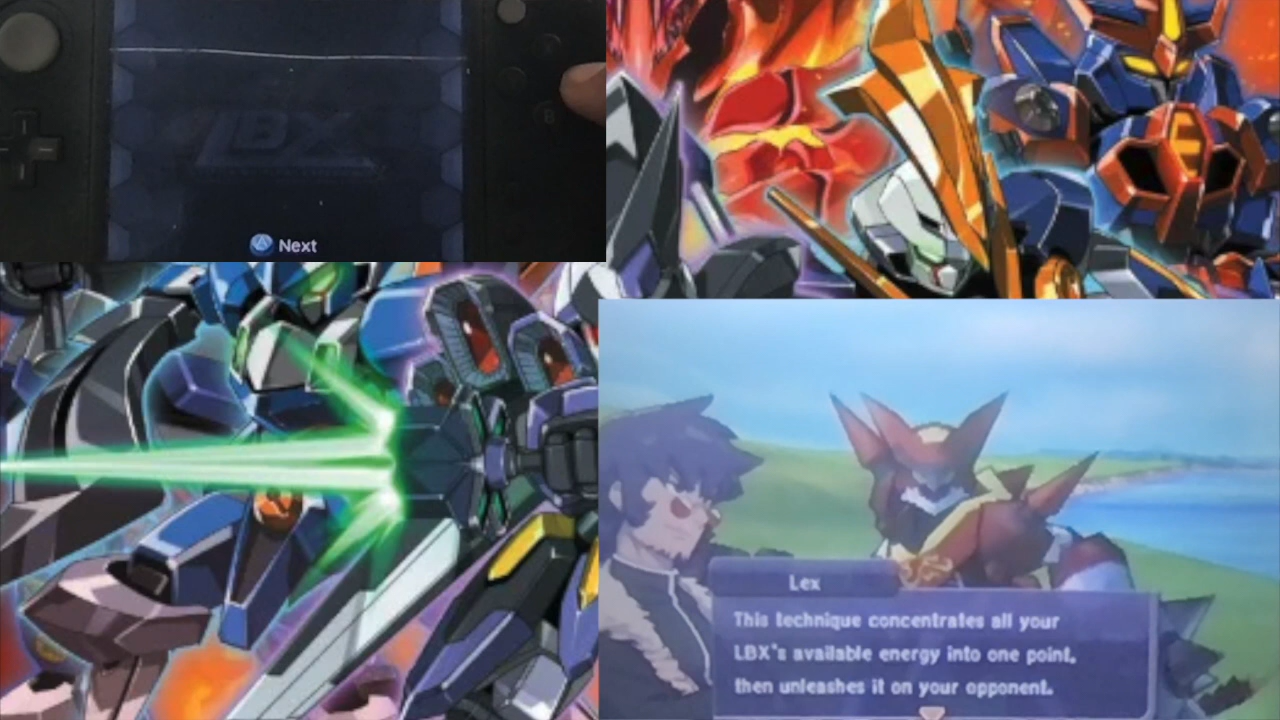 LBX
Next
Lex
This technique concentrates all your
LBX's available energy into one point,
then unleashes it on your opponent.